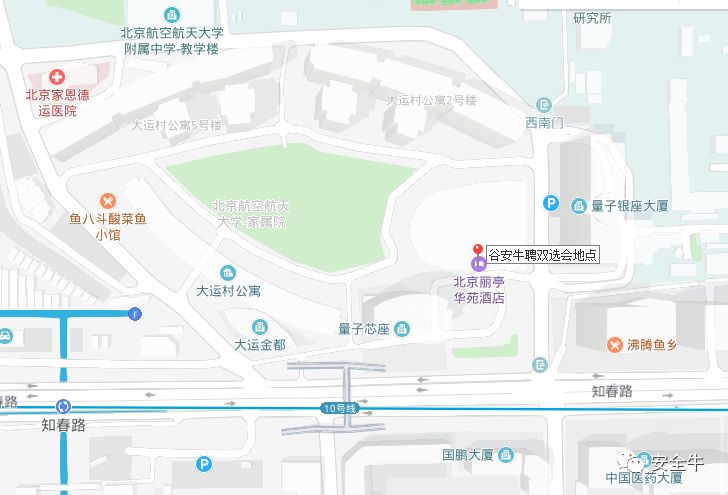 研究所
北京航空航天大学
附属中学-教学楼
北京家恩德
运医院
大运村公寓2号楼
大运村公寓5号楼
西南门
鱼八斗酸菜鱼
小馆
北京航空航天
大学-家属院
P
量子银座大厦
谷安牛聘双选会地点
北京丽亭
华苑酒店
大运村公寓
F
大运金都
量子芯座
沸腾鱼乡
知春路
春路
10号线
知春路
P
国鹏大厦
安全牛
中国医药大厦